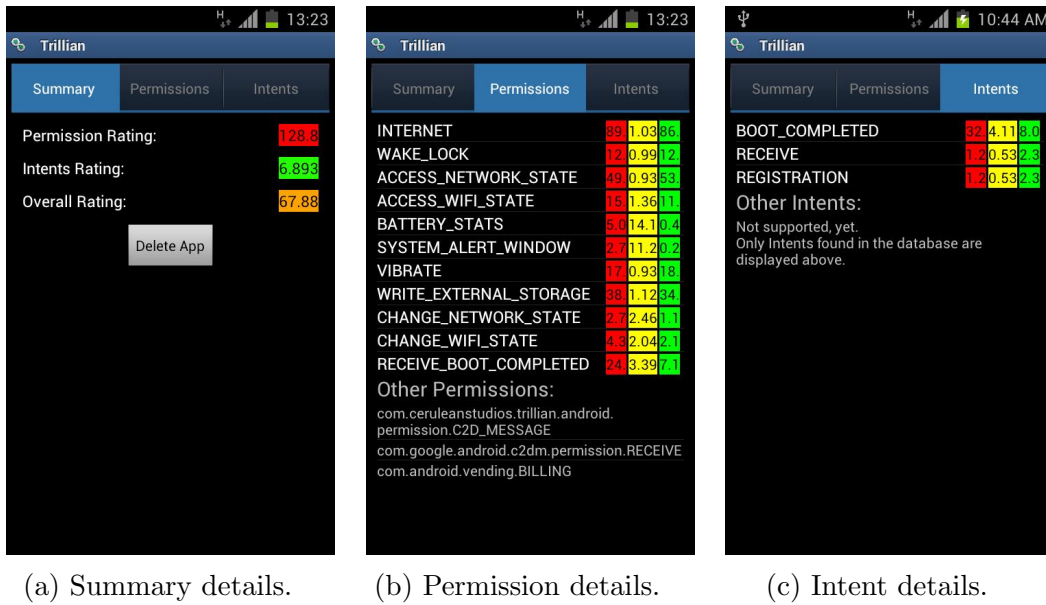 H 13:23
Trillian
Summary Permissions Intents
Permission Rating: 128.8
Intents Rating: 6.893
Overall Rating: 67.88
Delete App
(a) Summary details.
H 13:23
Trillian
Summary Permissions Intents
INTERNET 89. 1.03 86.
WAKE_LOCK 12. 0.99 12.
ACCESS_NETWORK_STATE 49. 0.93 53.
ACCESS_WIFI_STATE 15. 1.36 11.
BATTERY_STATS 5.0 14.1 0.4
SYSTEM_ALERT_WINDOW 2.7 11.2 0.2
VIBRATE 17. 0.93 18.
WRITE_EXTERNAL_STORAGE 38. 1.12 34.
CHANGE_NETWORK_STATE 2.7 2.46 1.1
CHANGE_WIFI_STATE 4.3 2.04 2.1
RECEIVE_BOOT_COMPLETED 24. 3.39 7.1
Other Permissions:
com.ceruleanstudios.trillian.android.
permission.C2D_MESSAGE
com.google.android.c2dm.permission.RECEIVE
com.android.vending.BILLING
(b) Permission details.
H 10:44 AM
Trillian
Summary Permissions Intents
BOOT_COMPLETED 32. 4.11 8.0
RECEIVE 1.2 0.53 2.3
REGISTRATION 1.2 0.53 2.3
Other Intents:
Not supported, yet.
Only Intents found in the database are
displayed above.
(c) Intent details.